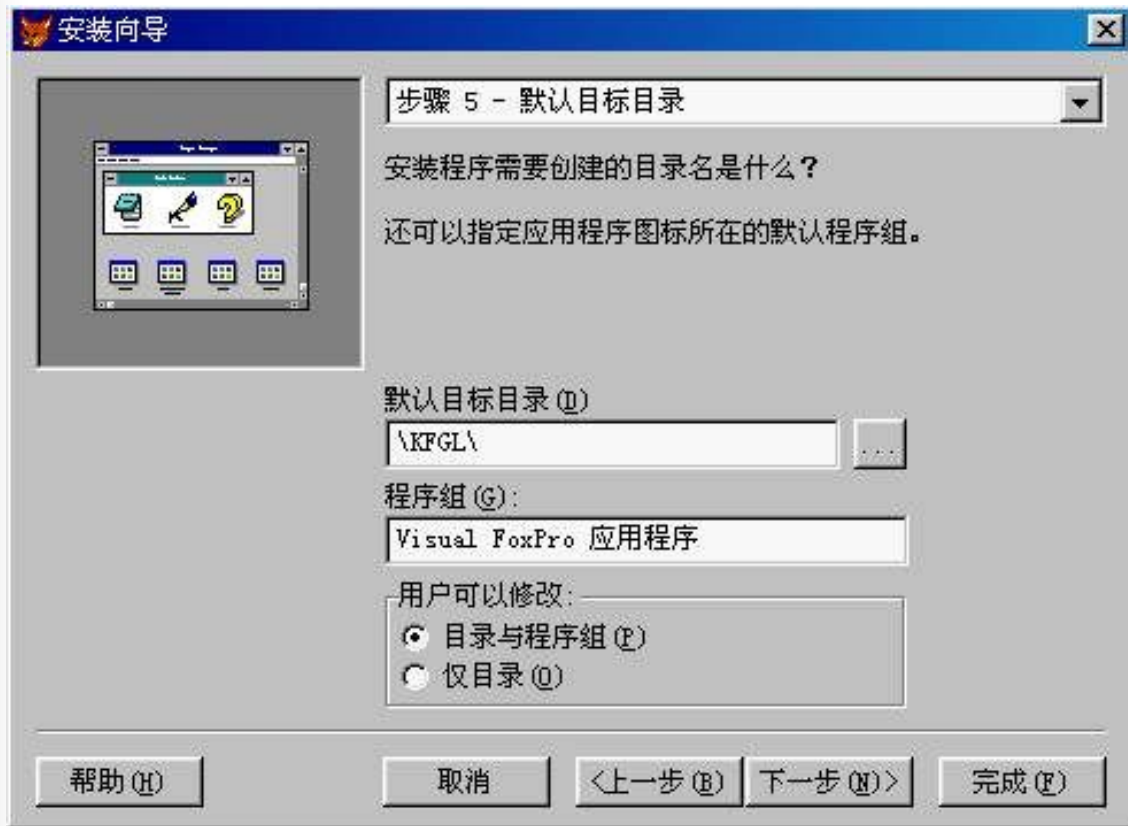 安装向导
步骤 5 - 默认目标目录
安装程序需要创建的目录名是什么？
还可以指定应用程序图标所在的默认程序组。
默认目标目录(D)
\KFGL\
...
程序组(G):
Visual FoxPro 应用程序
用户可以修改:
目录与程序组(P)
仅目录(O)
帮助(H)
取消
<上一步(B)
下一步(N)>
完成(F)